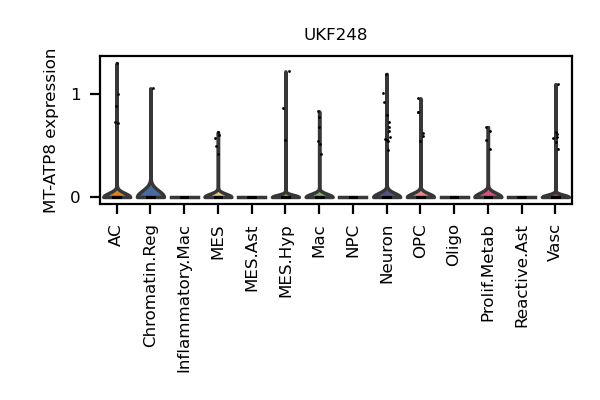 UKF248
MT-ATP8 expression
1
0
AC
Chromatin.Reg
Inflammatory.Mac
MES
MES.Ast
MES.Hyp
Mac
NPC
Neuron
OPC
Oligo
Prolif.Metab
Reactive.Ast
Vasc